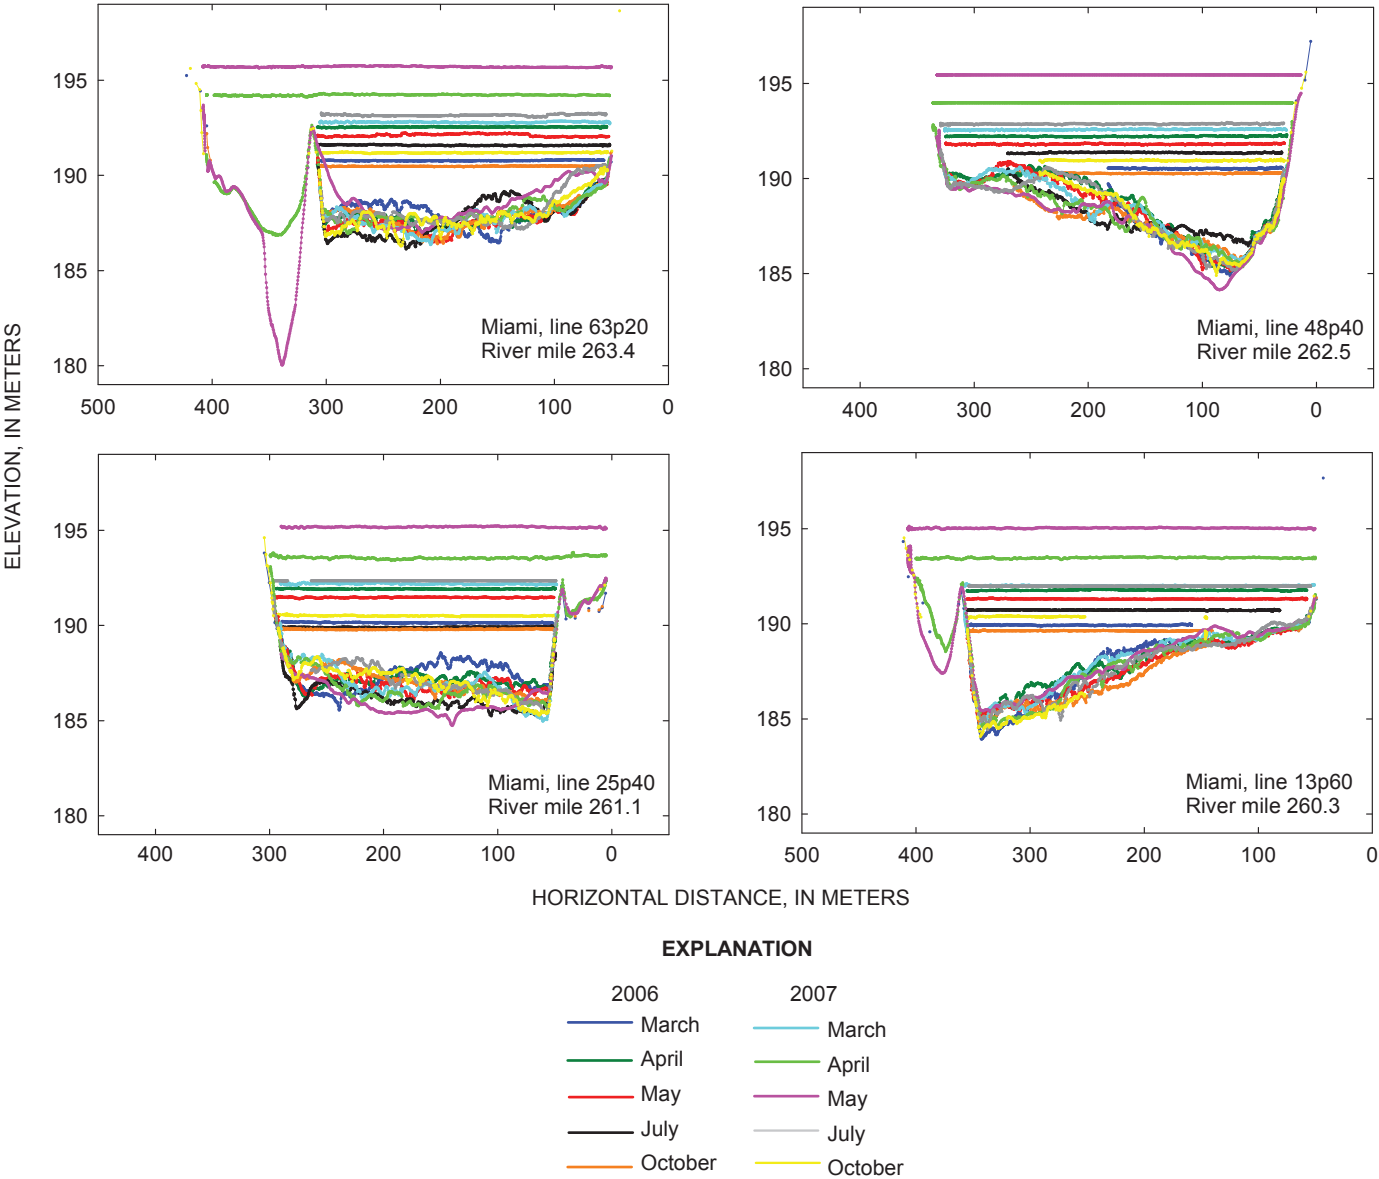 ELEVATION, IN METERS
195
190
185
180
500 400 300 200 100 0
Miami, line 63p20
River mile 263.4
195
190
185
180
400 300 200 100 0
Miami, line 48p40
River mile 262.5
195
190
185
180
400 300 200 100 0
Miami, line 25p40
River mile 261.1
195
190
185
180
500 400 300 200 100 0
Miami, line 13p60
River mile 260.3
HORIZONTAL DISTANCE, IN METERS
EXPLANATION
2006
March
April
May
July
October
2007
March
April
May
July
October